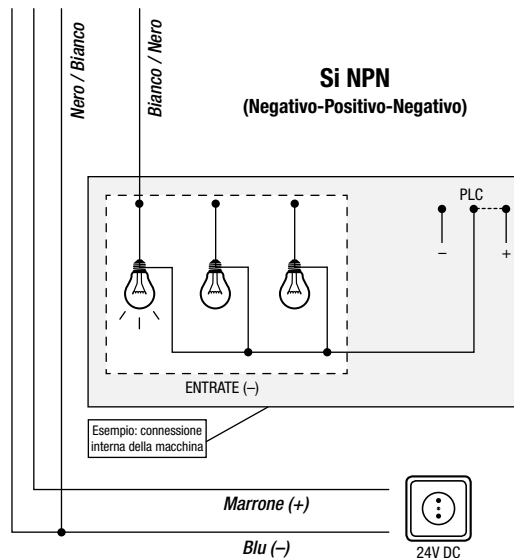 Nero / Bianco
Bianco / Nero
Si NPN
(Negativo-Positivo-Negativo)
PLC
– +
ENTRATE (–)
Esempio: connessione
interna della macchina
Marrone (+)
Blu (–)
24V DC